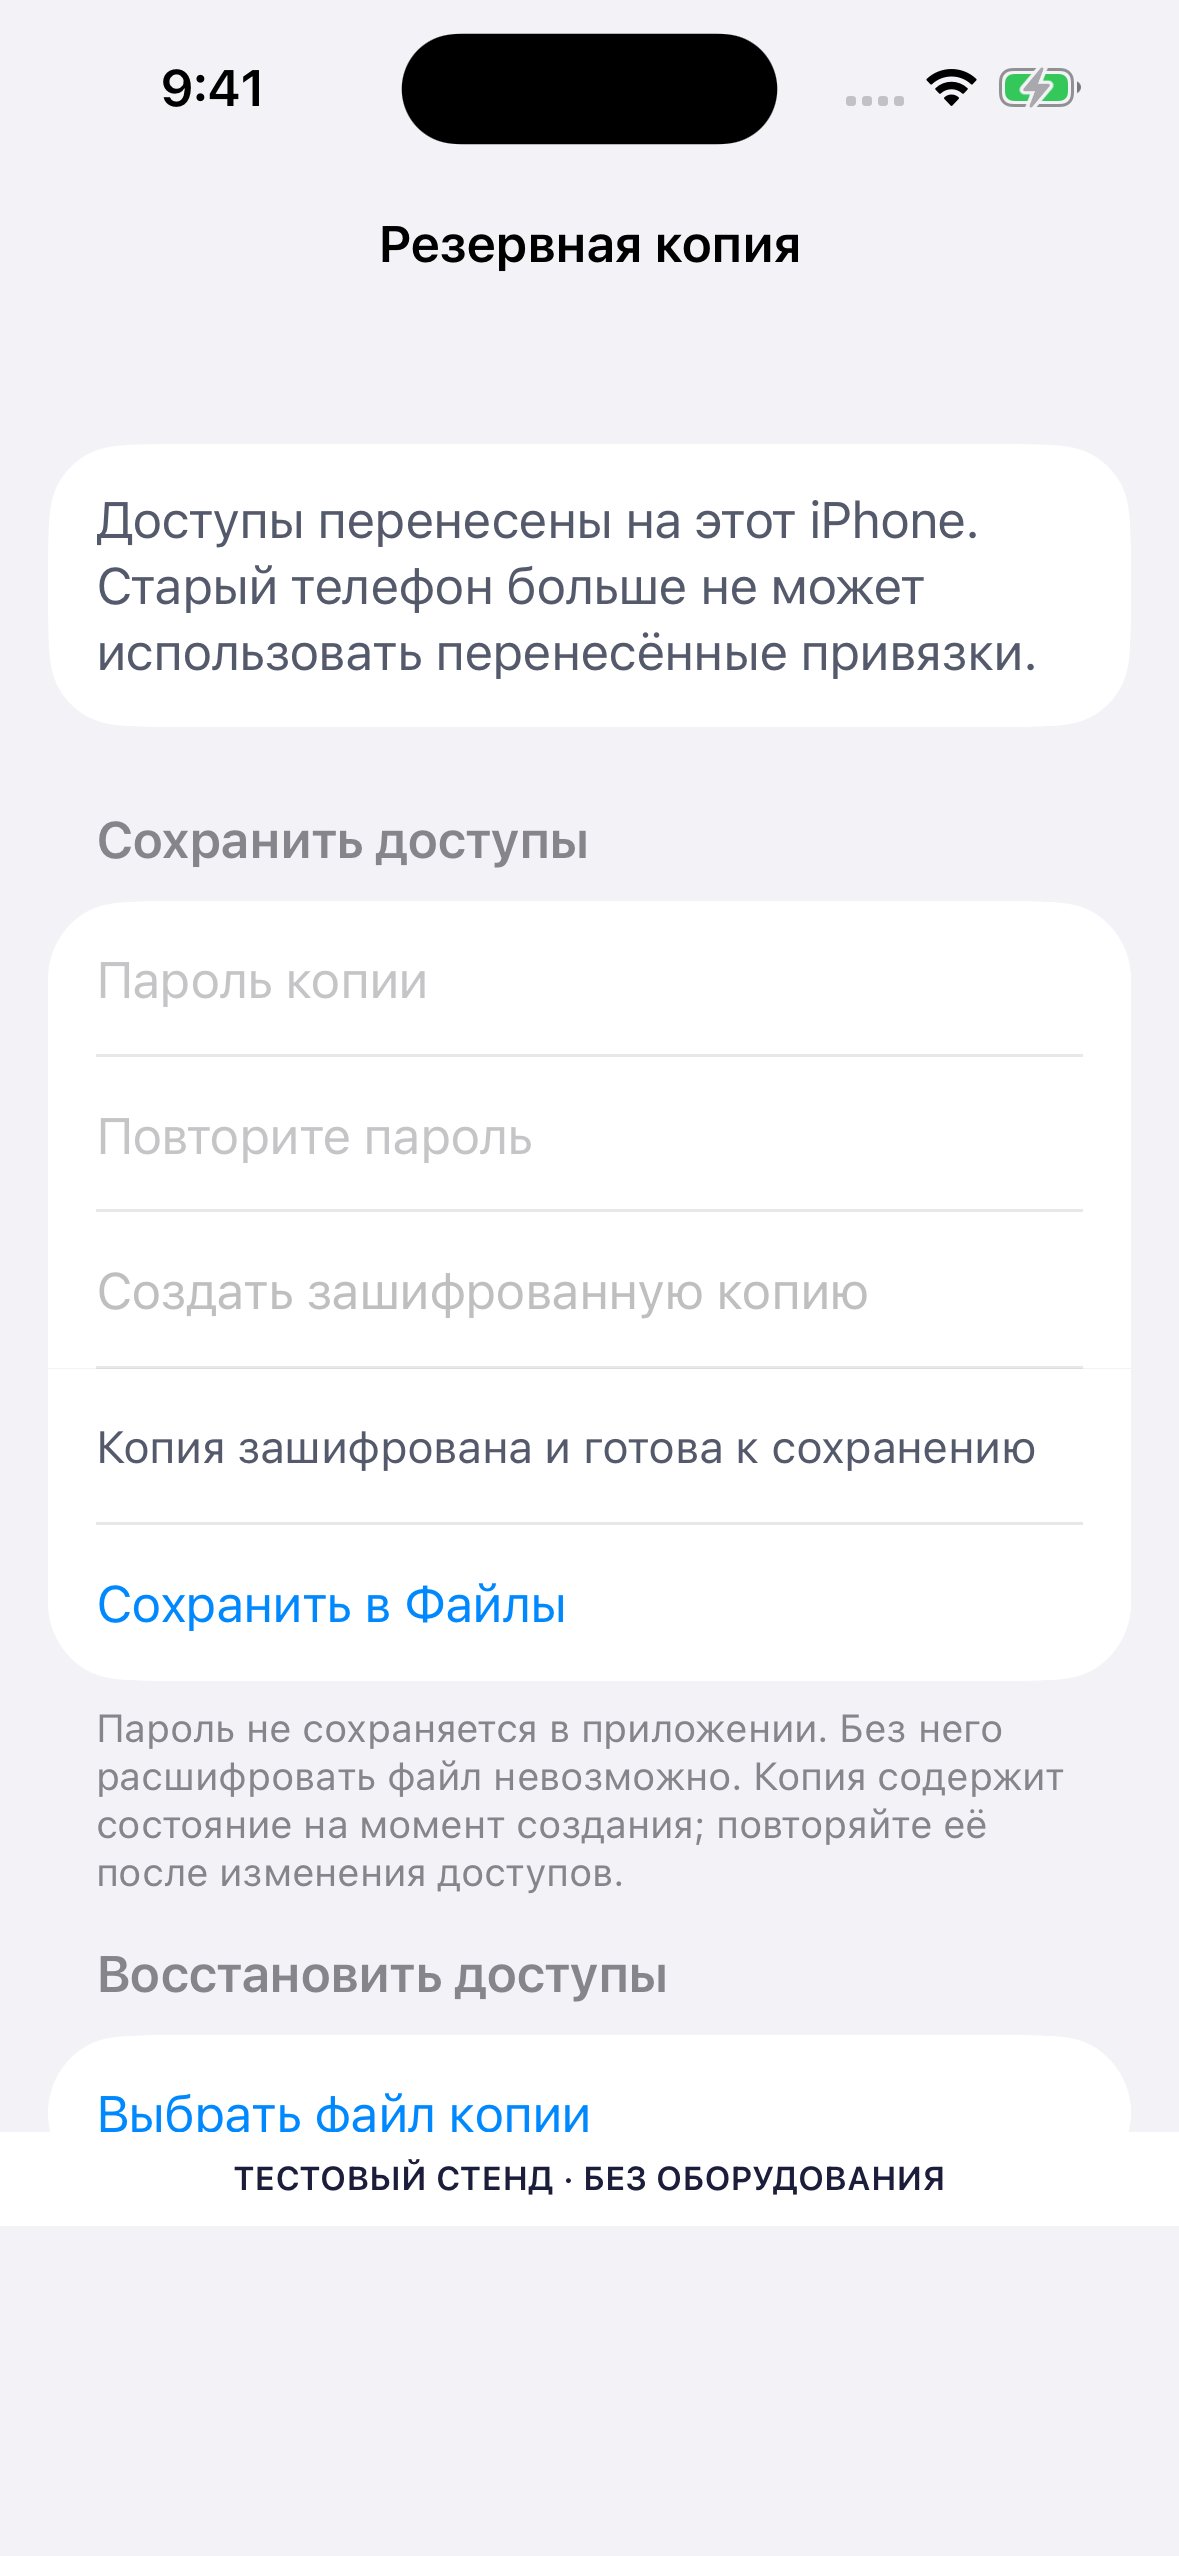 9:41
Резервная копия
Доступы перенесены на этот iPhone.
Старый телефон больше не может
использовать перенесённые привязки.
Сохранить доступы
Пароль копии
Повторите пароль
Создать зашифрованную копию
Копия зашифрована и готова к сохранению
Сохранить в Файлы
Пароль не сохраняется в приложении. Без него
расшифровать файл невозможно. Копия содержит
состояние на момент создания; повторяйте её
после изменения доступов.
Восстановить доступы
Выбрать файл копии
ТЕСТОВЫЙ СТЕНД · БЕЗ ОБОРУДОВАНИЯ